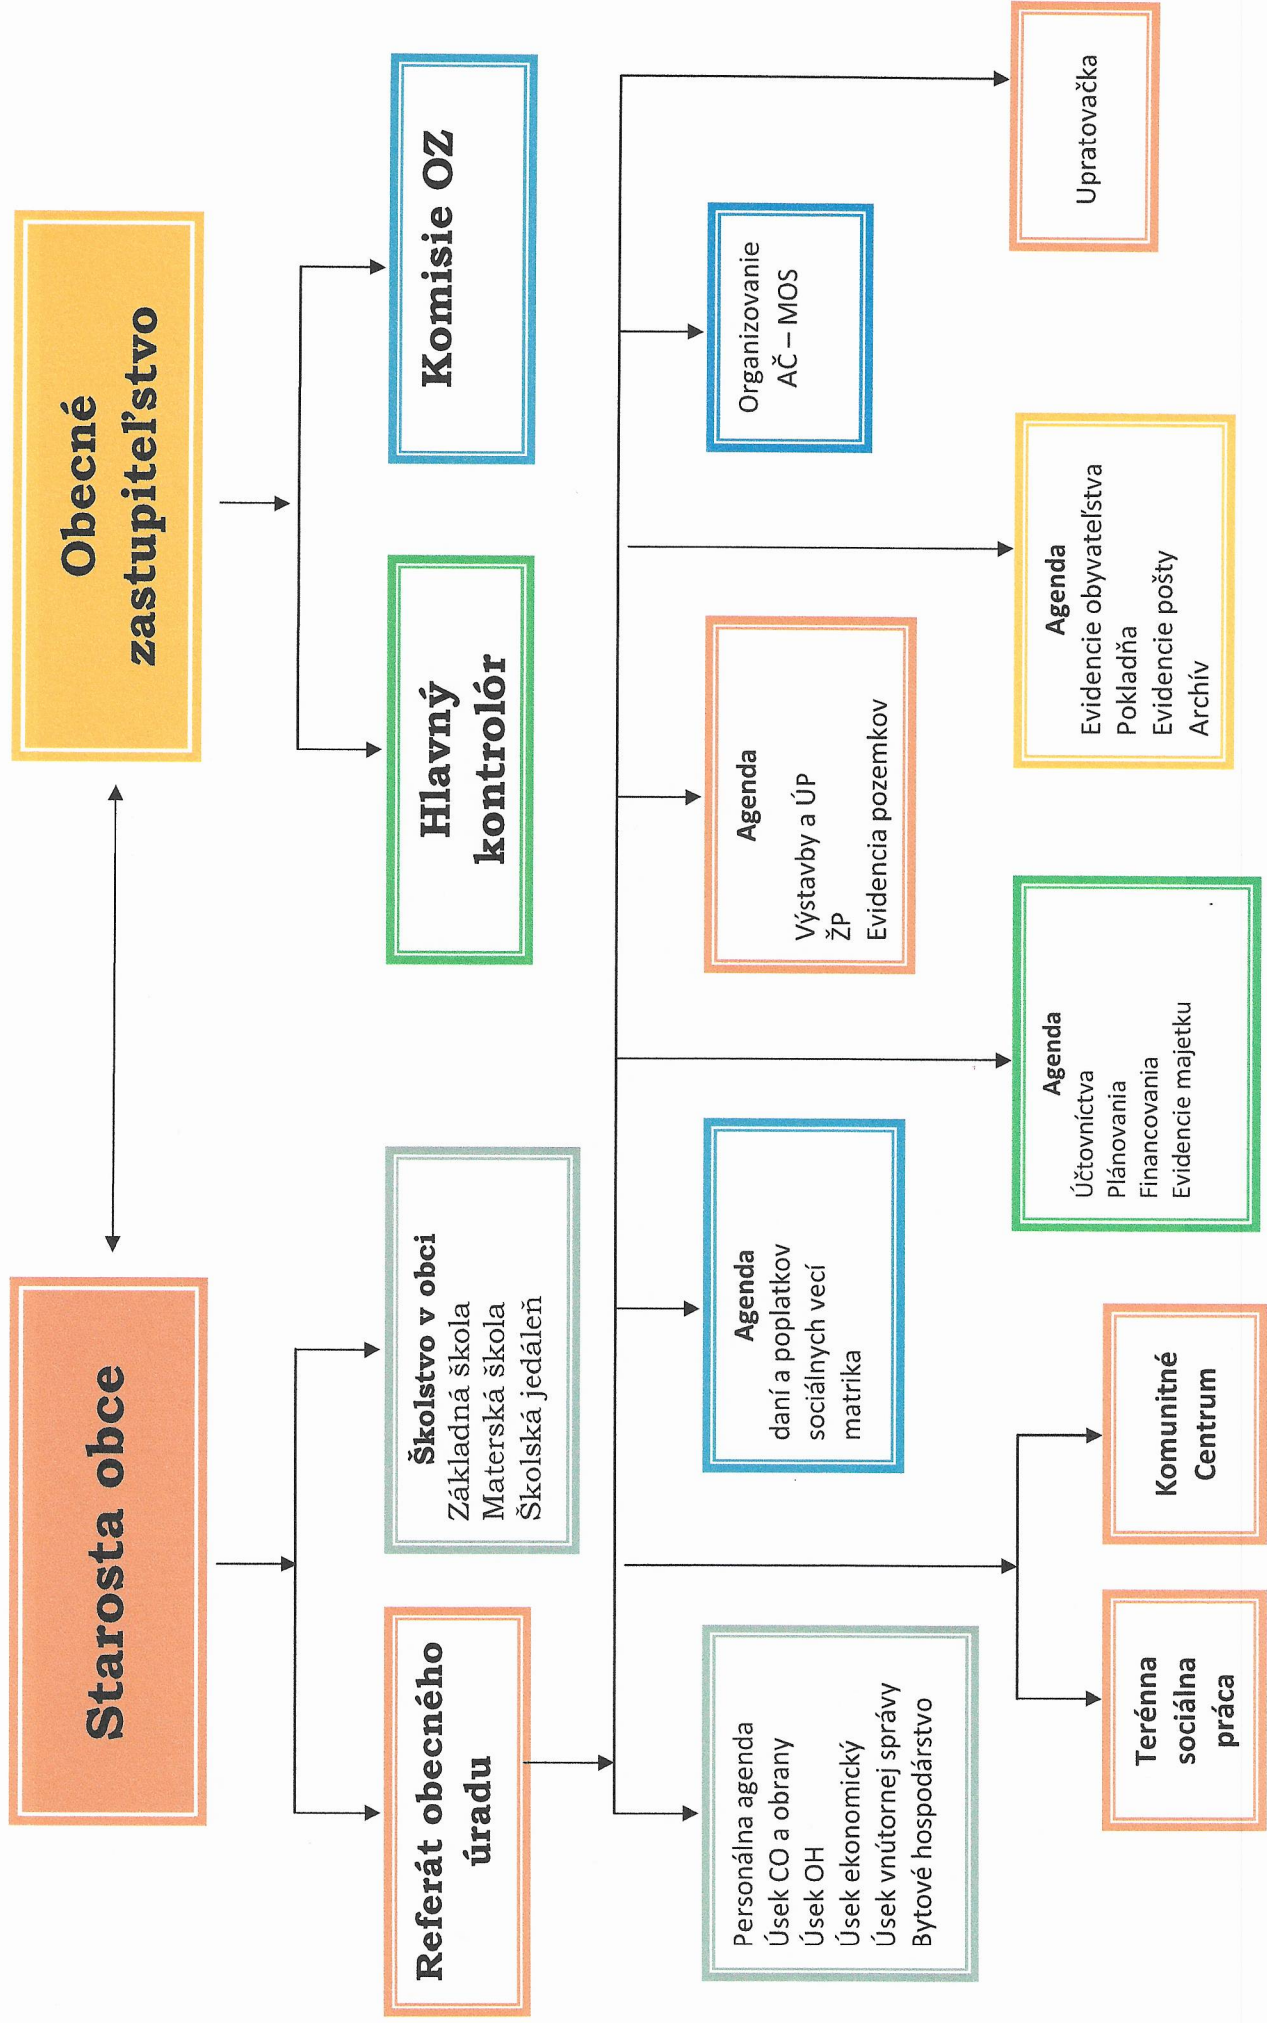 Starosta obce
Obecné
zastupiteľstvo
Referát obecného
úradu
Školstvo v obci
Základná škola
Materská škola
Školská jedáleň
Hlavný
kontrolór
Komisie OZ
Personálna agenda
Úsek CO a obrany
Úsek OH
Úsek ekonomický
Úsek vnútornej správy
Bytové hospodárstvo
Agenda
daní a poplatkov
sociálnych vecí
matrika
Agenda
Výstavby a ÚP
ŽP
Evidencia pozemkov
Organizovanie
AČ – MOS
Terénna
sociálna
práca
Komunitné
Centrum
Agenda
Účtovníctva
Plánovania
Financovania
Evidencie majetku
Agenda
Evidencie obyvateľstva
Pokladňa
Evidencie pošty
Archív
Upratovačka